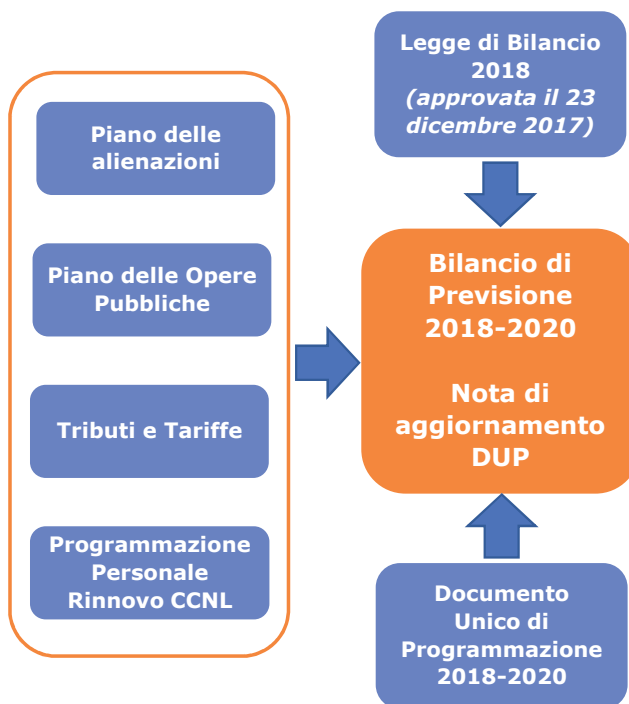 Piano delle
alienazioni
Piano delle Opere
Pubbliche
Tributi e Tariffe
Programmazione
Personale
Rinnovo CCNL
Legge di Bilancio
2018
(approvata il 23
dicembre 2017)
Bilancio di
Previsione
2018-2020
Nota di
aggiornamento
DUP
Documento
Unico di
Programmazione
2018-2020